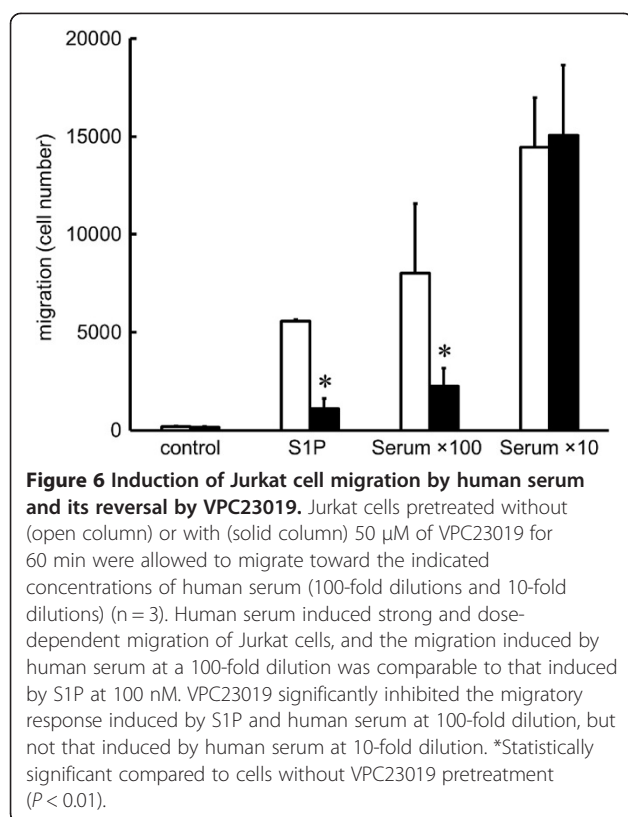 20000
15000
10000
5000
0
migration (cell number)
*
*
control S1P Serum ×100 Serum ×10
Figure 6 Induction of Jurkat cell migration by human serum
and its reversal by VPC23019. Jurkat cells pretreated without
(open column) or with (solid column) 50 μM of VPC23019 for
60 min were allowed to migrate toward the indicated
concentrations of human serum (100-fold dilutions and 10-fold
dilutions) (n = 3). Human serum induced strong and dose-
dependent migration of Jurkat cells, and the migration induced by
human serum at a 100-fold dilution was comparable to that induced
by S1P at 100 nM. VPC23019 significantly inhibited the migratory
response induced by S1P and human serum at 100-fold dilution, but
not that induced by human serum at 10-fold dilution. *Statistically
significant compared to cells without VPC23019 pretreatment
(P < 0.01).